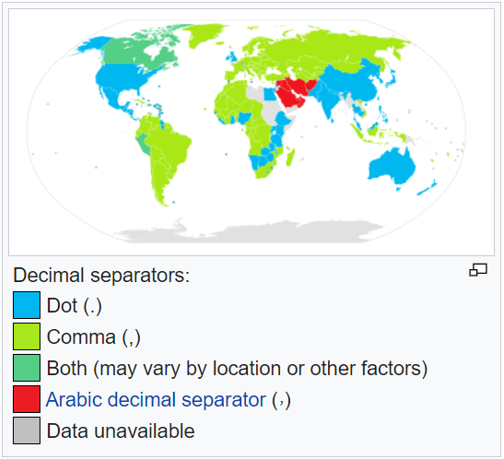 Decimal separators:
Dot (.)
Comma (,)
Both (may vary by location or other factors)
Arabic decimal separator (٫)
Data unavailable